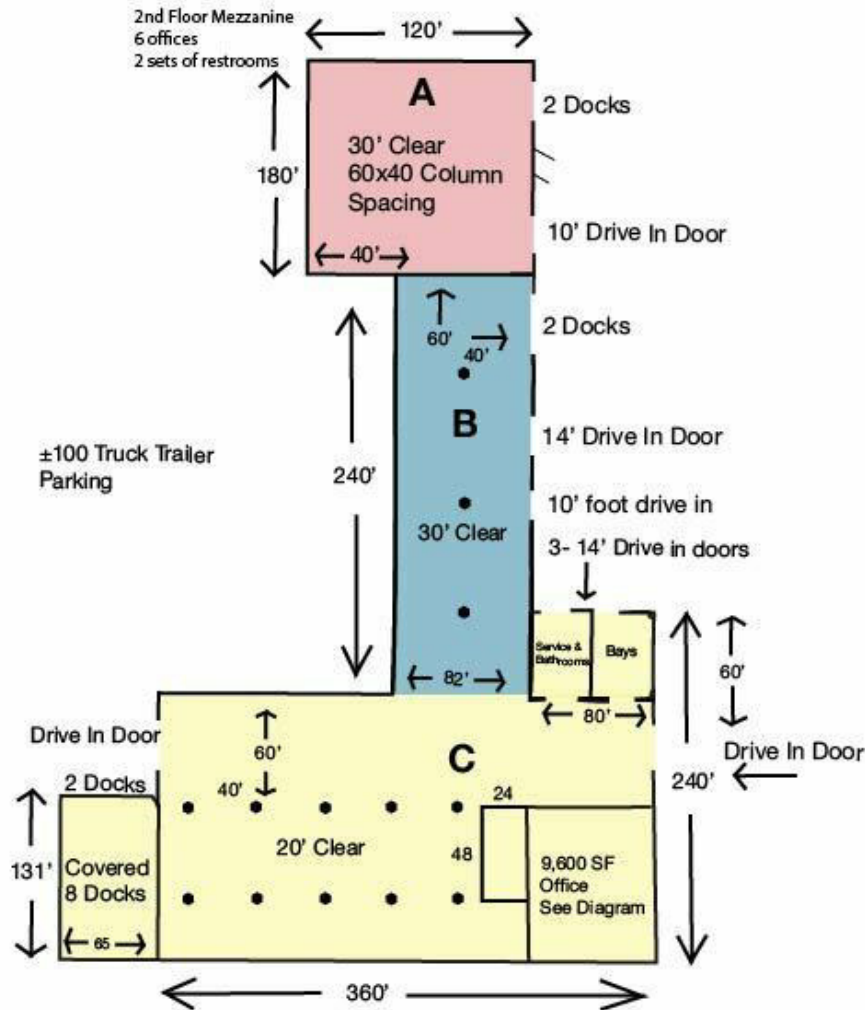 2nd Floor Mezzanine
6 offices
2 sets of restrooms
120'
A
30' Clear
60x40 Column
Spacing
180'
40'
2 Docks
10' Drive In Door
2 Docks
60'
40'
B
14' Drive In Door
±100 Truck Trailer
Parking
240'
10' foot drive in
30' Clear
3- 14' Drive in doors
Service &
Bathrooms
Bays
60'
82'
80'
Drive In Door
60'
C
Drive In Door
2 Docks
40'
24
240'
131'
Covered
8 Docks
20' Clear
48
9,600 SF
Office
See Diagram
65
360'